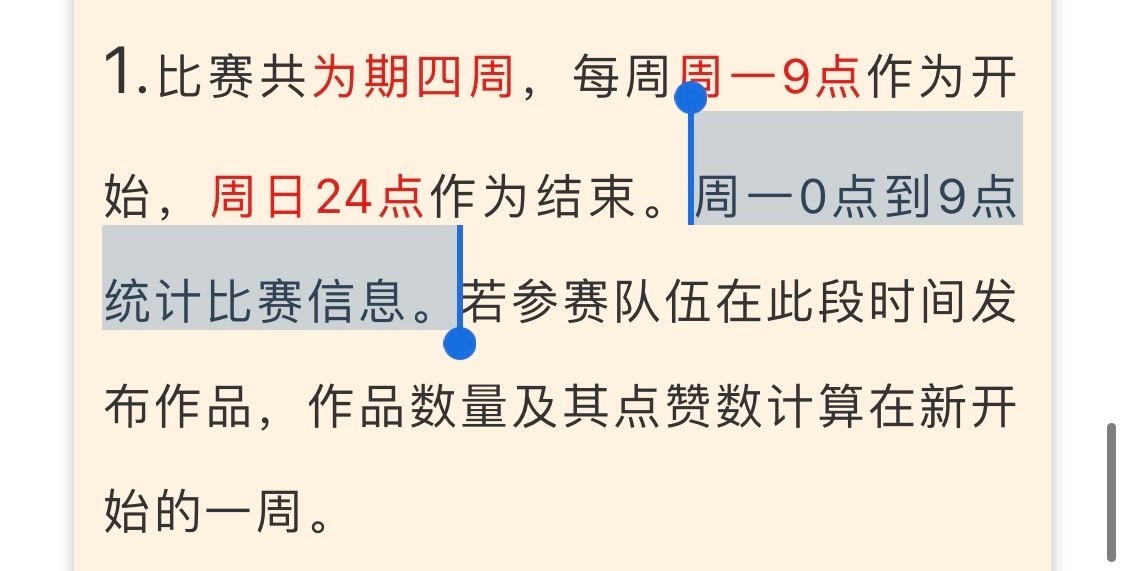 1.比赛共为期四周，每周周一9点作为开
始，周日24点作为结束。周一0点到9点
统计比赛信息。若参赛队伍在此段时间发
布作品，作品数量及其点赞数计算在新开
始的一周。